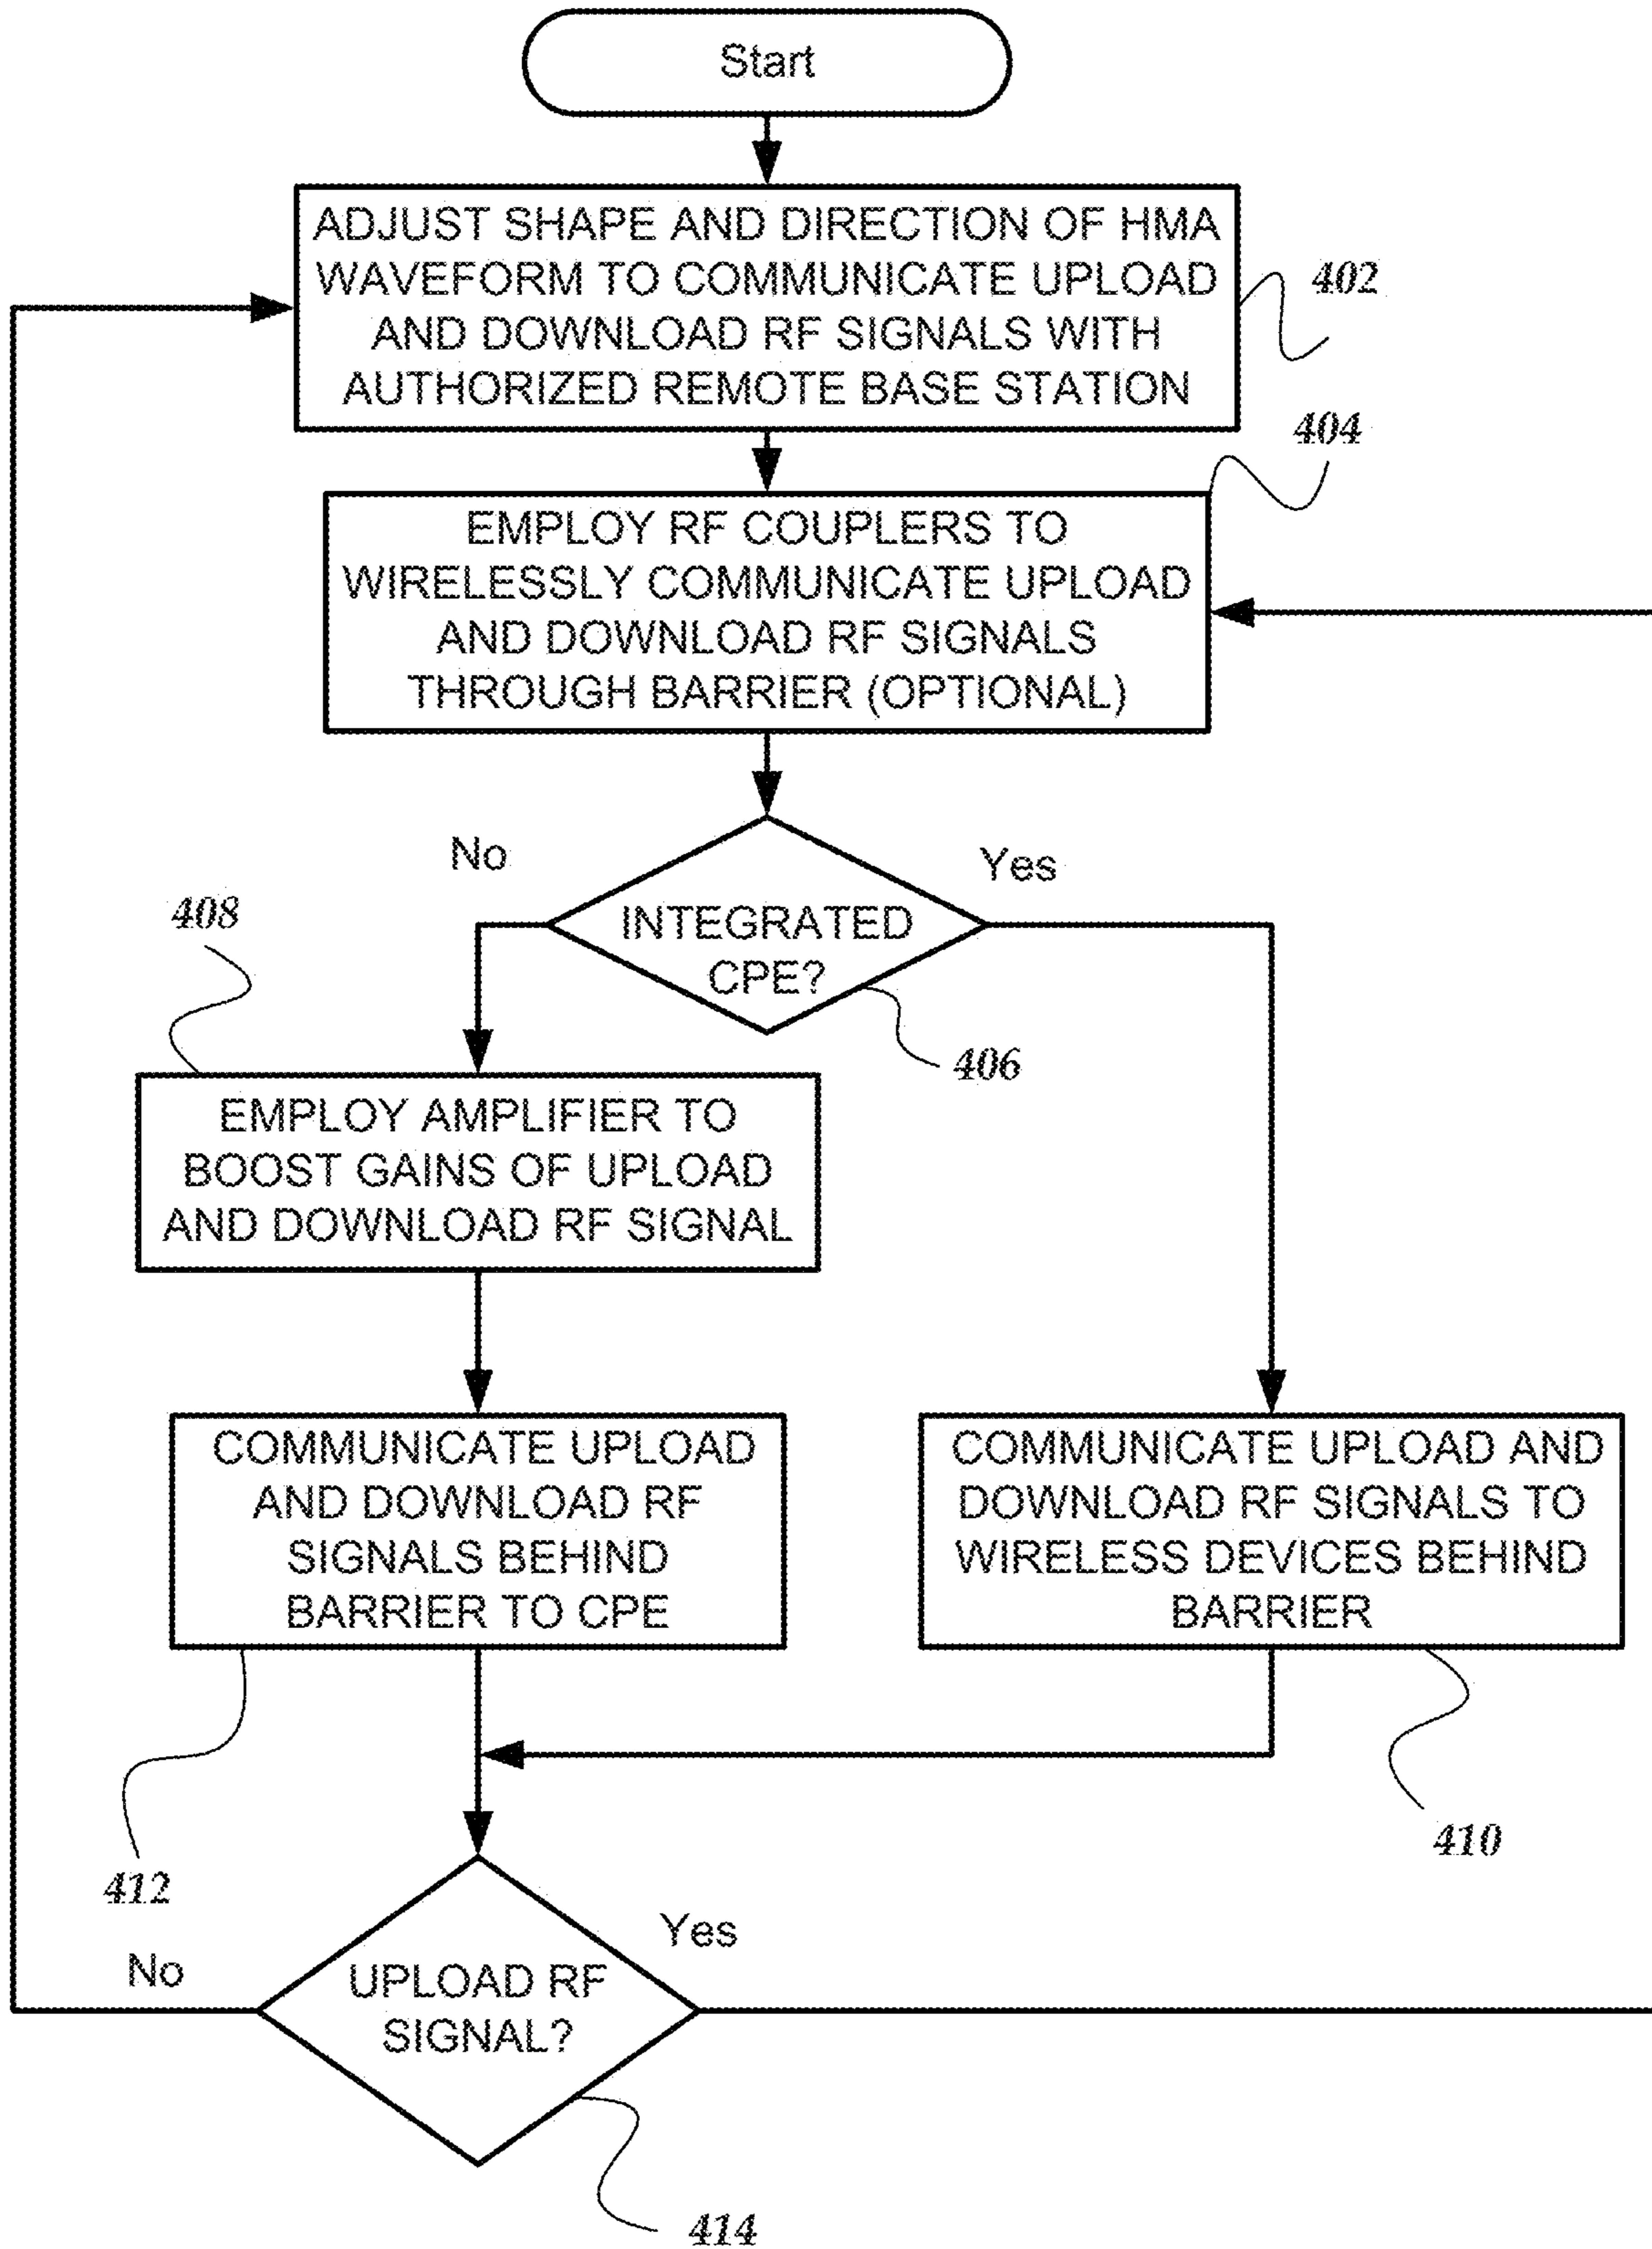 Start
ADJUST SHAPE AND DIRECTION OF HMA
WAVEFORM TO COMMUNICATE UPLOAD
AND DOWNLOAD RF SIGNALS WITH
AUTHORIZED REMOTE BASE STATION
402
404
EMPLOY RF COUPLERS TO
WIRELESSLY COMMUNICATE UPLOAD
AND DOWNLOAD RF SIGNALS
THROUGH BARRIER (OPTIONAL)
No
Yes
INTEGRATED
CPE?
406
408
EMPLOY AMPLIFIER TO
BOOST GAINS OF UPLOAD
AND DOWNLOAD RF SIGNAL
COMMUNICATE UPLOAD
AND DOWNLOAD RF
SIGNALS BEHIND
BARRIER TO CPE
412
COMMUNICATE UPLOAD AND
DOWNLOAD RF SIGNALS TO
WIRELESS DEVICES BEHIND
BARRIER
410
No
Yes
UPLOAD RF
SIGNAL?
414